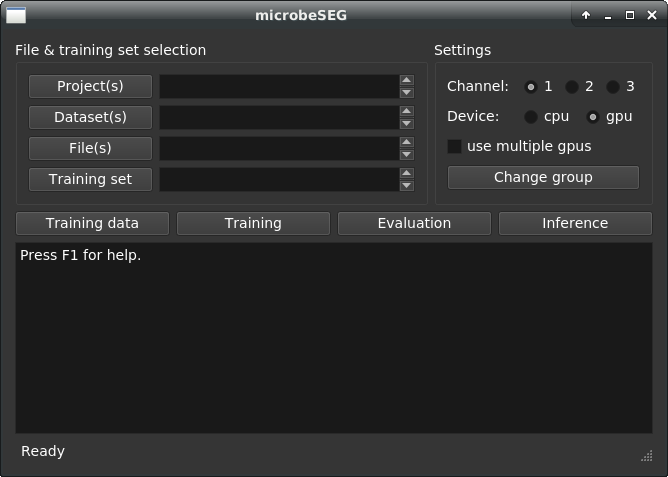 microbeSEG
File & training set selection
Settings
Project(s)
Channel: 1 2 3
Dataset(s)
Device: cpu gpu
File(s)
use multiple gpus
Training set
Change group
Training data Training Evaluation Inference
Press F1 for help.
Ready